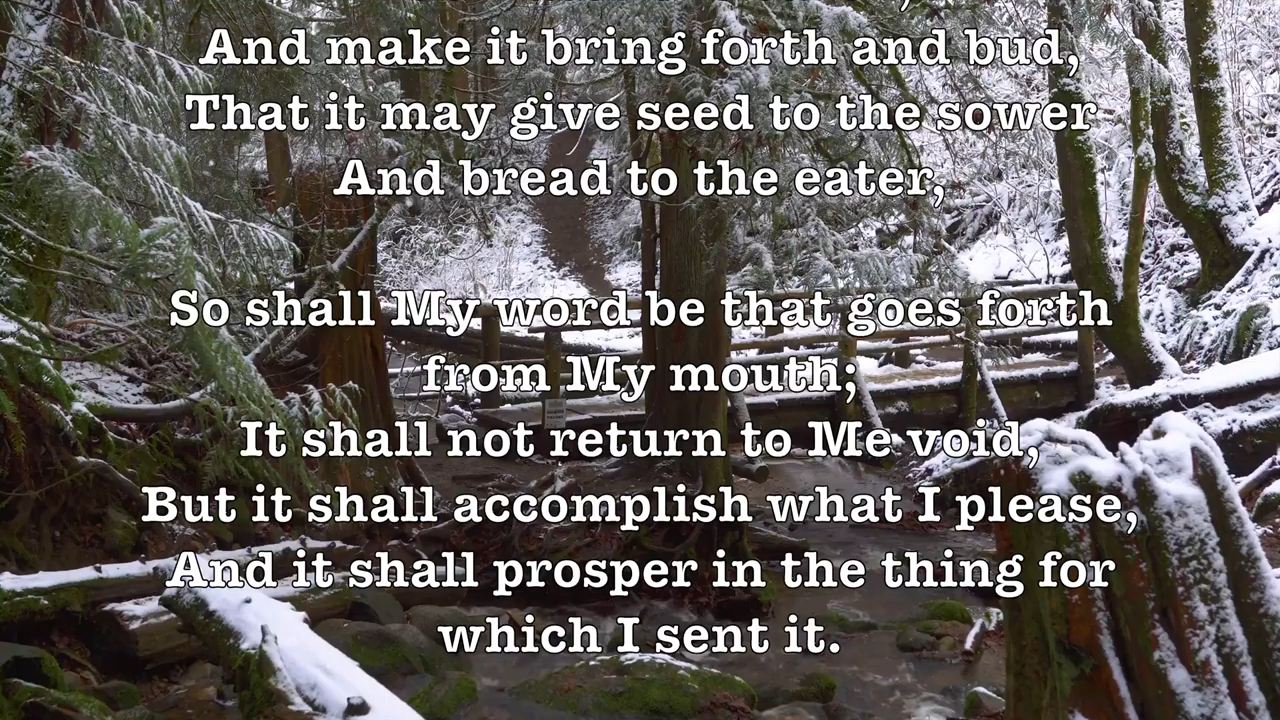 And make it bring forth and bud,
That it may give seed to the sower
And bread to the eater,
So shall My word be that goes forth
from My mouth;
It shall not return to Me void,
But it shall accomplish what I please,
And it shall prosper in the thing for
which I sent it.